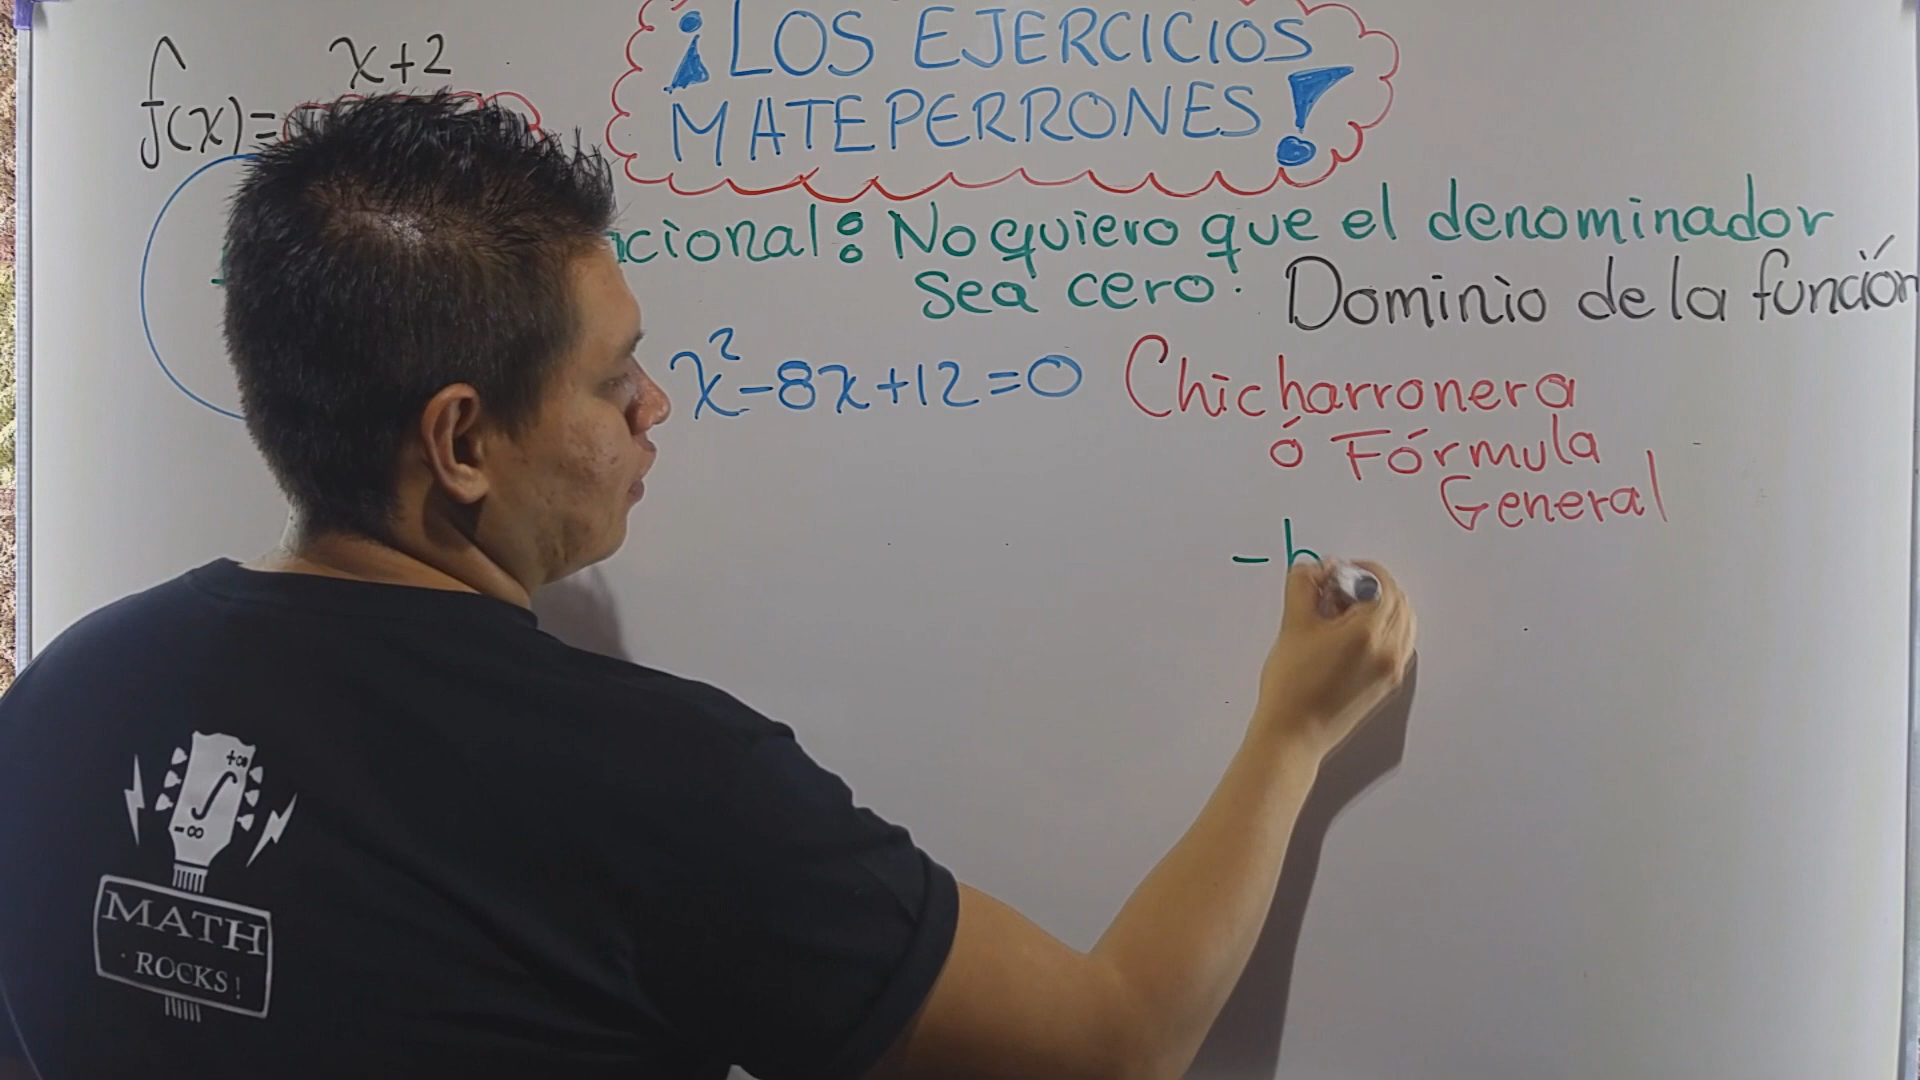 x+2
f(x)=
¡LOS EJERCICIOS
MATEPERRONES!
cional: No quiero que el denominador
sea cero.
Dominio de la función
x²-8x+12=0
Chicharronera
ó Fórmula
General
-b
+∞
∫
-∞
MATH
ROCKS!